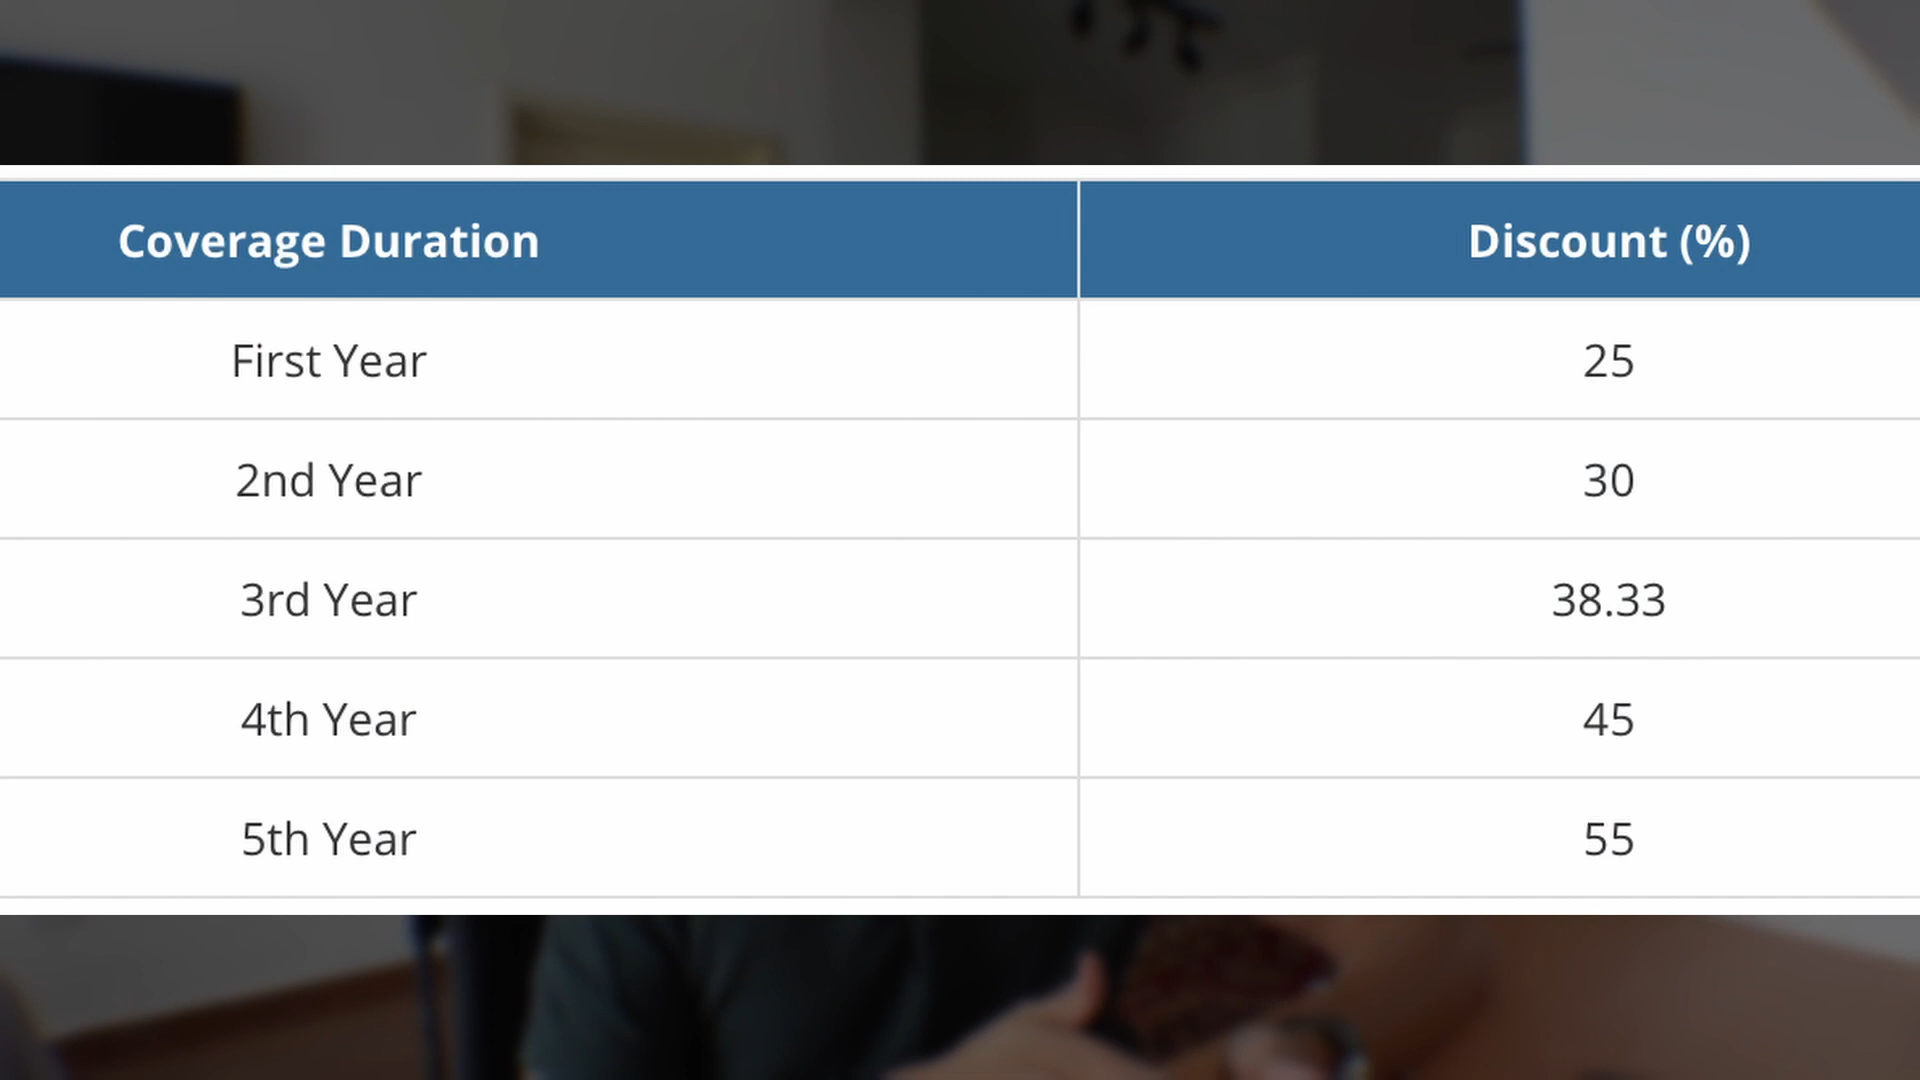 Coverage Duration Discount (%)
First Year 25
2nd Year 30
3rd Year 38.33
4th Year 45
5th Year 55